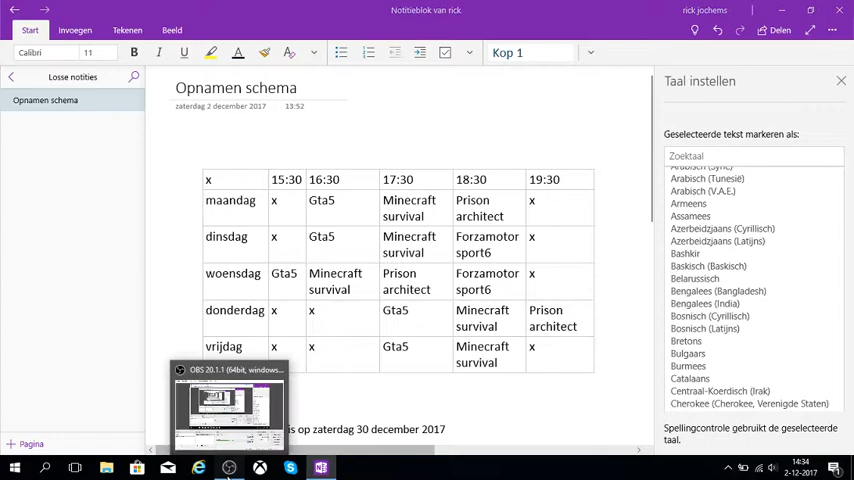 Notitieblok van rick
rick jochems
Start
Invoegen
Tekenen
Beeld
Delen
Calibri
11
B
I
U
A
Kop 1
Losse notities
Opnamen schema
Opnamen schema
zaterdag 2 december 2017 13:52
x 15:30 16:30 17:30 18:30 19:30
maandag x Gta5 Minecraft survival Prison architect x
dinsdag x Gta5 Minecraft survival Forzamotor sport6 x
woensdag Gta5 Minecraft survival Prison architect Forzamotor sport6 x
donderdag x x Gta5 Minecraft survival Prison architect
vrijdag x x Gta5 Minecraft survival x
is op zaterdag 30 december 2017
OBS 20.1.1 (64bit, windows...
Pagina
Taal instellen
Geselecteerde tekst markeren als:
Zoektaal
Arabisch (Syrië)
Arabisch (Tunesië)
Arabisch (V.A.E.)
Armeens
Assamees
Azerbeidzjaans (Cyrillisch)
Azerbeidzjaans (Latijns)
Bashkir
Baskisch (Baskisch)
Belarussisch
Bengalees (Bangladesh)
Bengalees (India)
Bosnisch (Cyrillisch)
Bosnisch (Latijns)
Bretons
Bulgaars
Burmees
Catalaans
Centraal-Koerdisch (Irak)
Cherokee (Cherokee, Verenigde Staten)
Spellingcontrole gebruikt de geselecteerde
taal.
14:34
2-12-2017